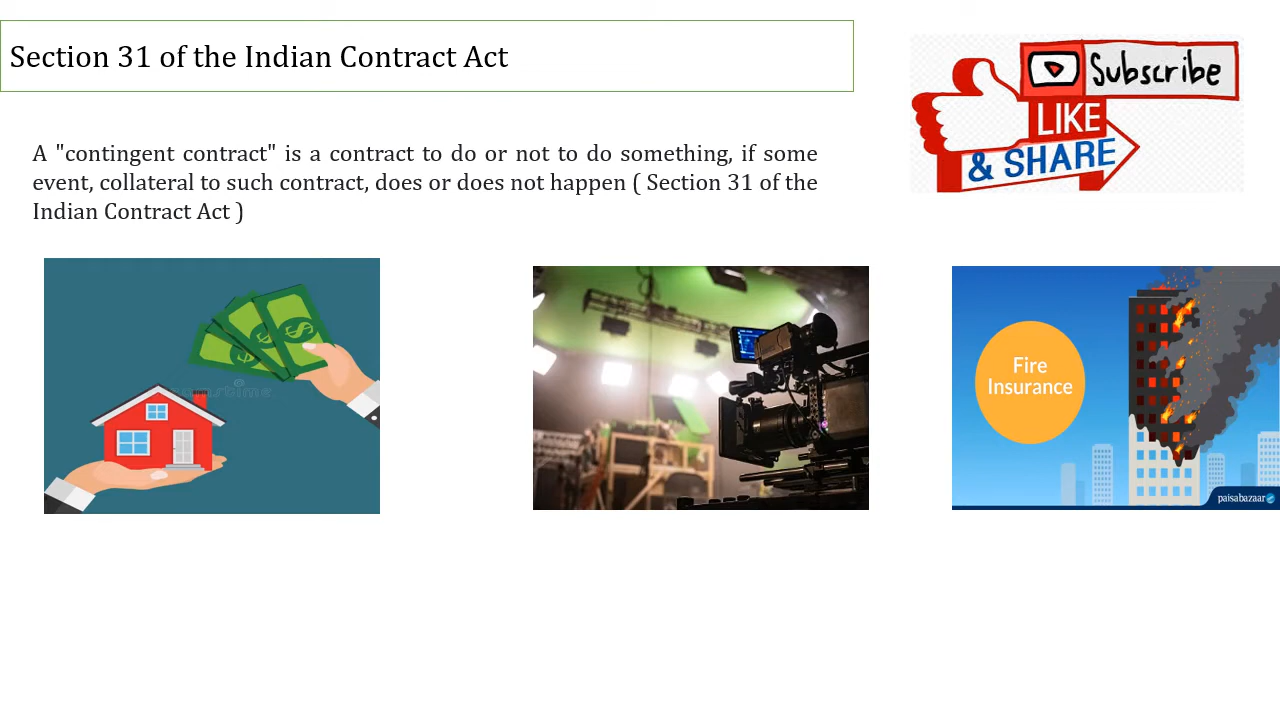 Section 31 of the Indian Contract Act
Subscribe
LIKE
& SHARE
A "contingent contract" is a contract to do or not to do something, if some
event, collateral to such contract, does or does not happen ( Section 31 of the
Indian Contract Act )
Fire
Insurance
paisabazaar